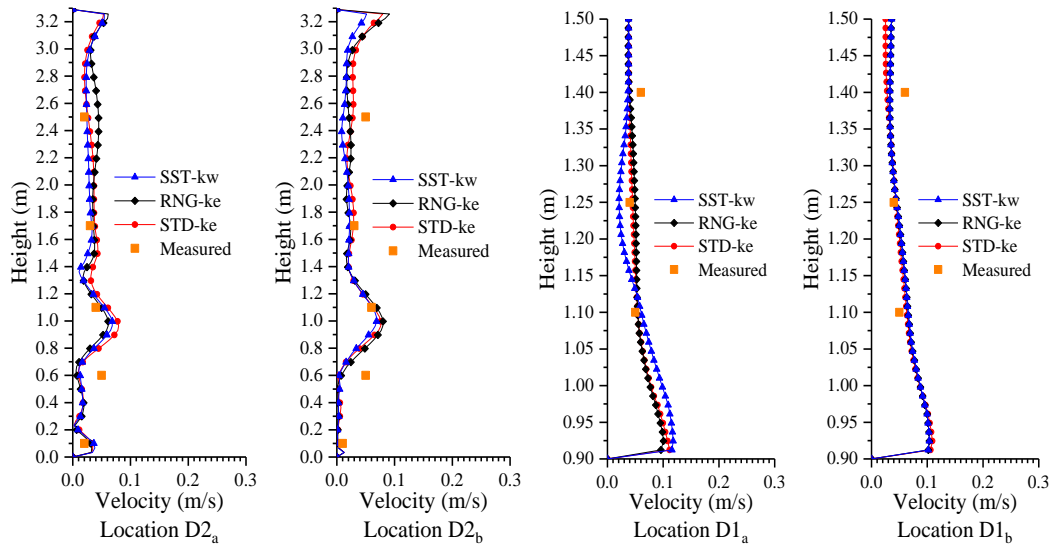 3.2
3.0
2.8
2.6
2.4
2.2
2.0
1.8
1.6
1.4
1.2
1.0
0.8
0.6
0.4
0.2
0.0
Height (m)
SST-kw
RNG-ke
STD-ke
Measured
0.0 0.1 0.2 0.3
Velocity (m/s)
Location D2a
3.2
3.0
2.8
2.6
2.4
2.2
2.0
1.8
1.6
1.4
1.2
1.0
0.8
0.6
0.4
0.2
0.0
Height (m)
SST-kw
RNG-ke
STD-ke
Measured
0.0 0.1 0.2 0.3
Velocity (m/s)
Location D2b
1.50
1.45
1.40
1.35
1.30
1.25
1.20
1.15
1.10
1.05
1.00
0.95
0.90
Height (m)
SST-kw
RNG-ke
STD-ke
Measured
0.0 0.1 0.2 0.3
Velocity (m/s)
Location D1a
1.50
1.45
1.40
1.35
1.30
1.25
1.20
1.15
1.10
1.05
1.00
0.95
0.90
Height (m)
SST-kw
RNG-ke
STD-ke
Measured
0.0 0.1 0.2 0.3
Velocity (m/s)
Location D1b